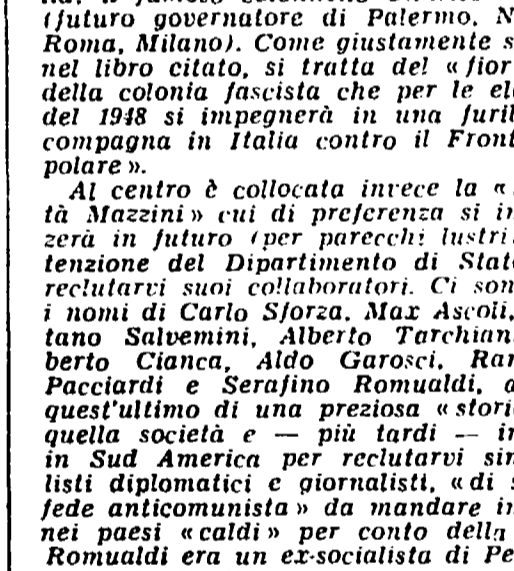 (futuro governatore di Palermo, N
Roma, Milano). Come giustamente s
nel libro citato, si tratta del « fior
della colonia fascista che per le el
del 1948 si impegnerà in una furib
compagna in Italia contro il Front
polare ».
Al centro è collocata invece la «
tà Mazzini » cui di preferenza si in
zerà in futuro (per parecchi lustri
tenzione del Dipartimento di Stat
reclutarvi suoi collaboratori. Ci son
i nomi di Carlo Sforza, Max Ascoli,
tano Salvemini, Alberto Tarchian
berto Cianca, Aldo Garosci, Ran
Pacciardi e Serafino Romualdi, a
quest'ultimo di una preziosa « stori
quella società e — più tardi — in
in Sud America per reclutarvi sin
listi diplomatici e giornalisti, « di s
fede anticomunista » da mandare in
nei paesi « caldi » per conto della
Romualdi era un ex-socialista di Pe